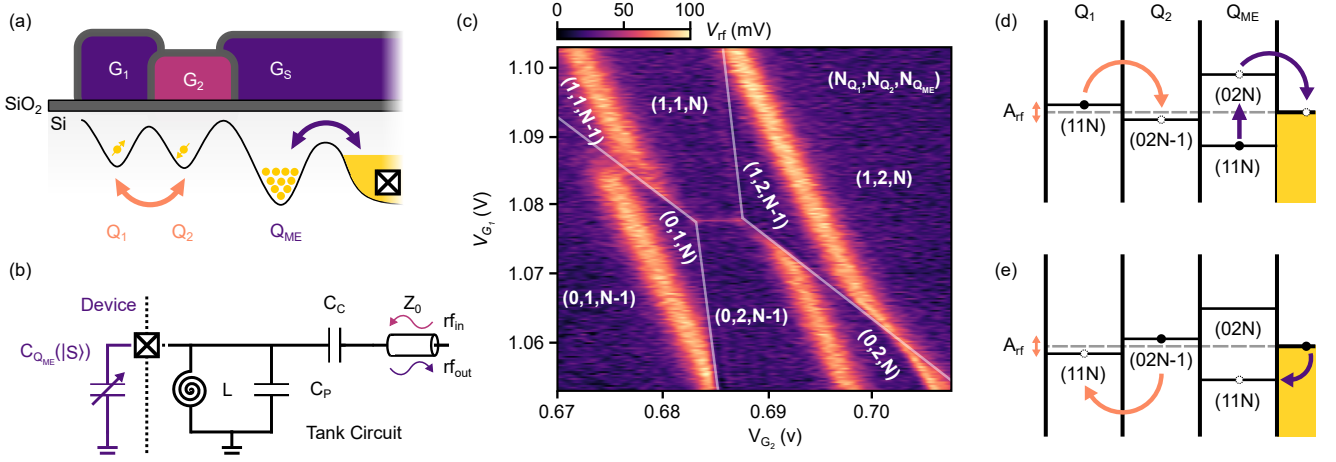 (a)
G1
G2
GS
SiO2
Si
Q1
Q2
QME
(b)
Device
CQME(|S⟩)
L
CP
CC
Z0
rfin
rfout
Tank Circuit
(c)
0
50
100
Vrf (mV)
(NQ1,NQ2,NQME)
(1,1,N-1)
(1,1,N)
(1,2,N-1)
(1,2,N)
(0,1,N)
(0,1,N-1)
(0,2,N-1)
(0,2,N)
VG1 (V)
1.10
1.09
1.08
1.07
1.06
0.67
0.68
0.69
0.70
VG2 (v)
(d)
Q1
Q2
QME
Arf
(11N)
(02N-1)
(02N)
(11N)
(e)
Arf
(11N)
(02N-1)
(02N)
(11N)